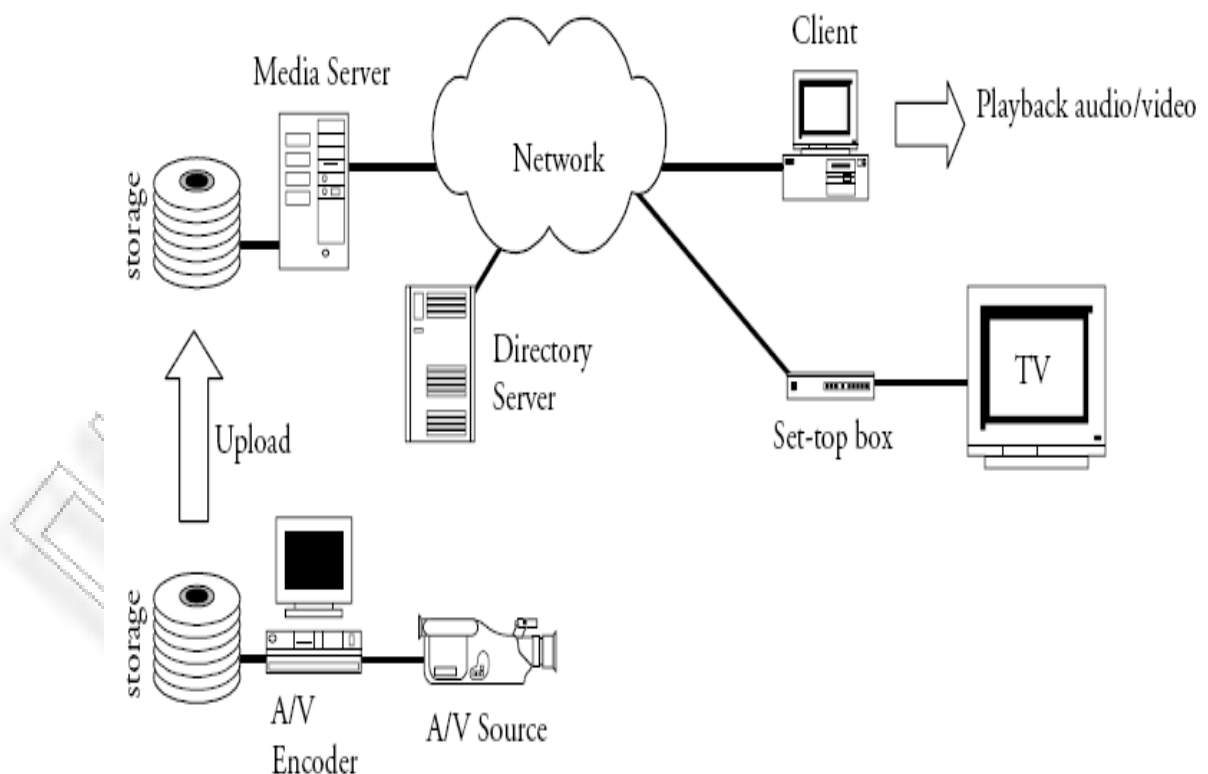 Client
Media Server
Playback audio/video
Network
storage
Directory
Server
TV
Set-top box
Upload
storage
A/V
Encoder
A/V Source